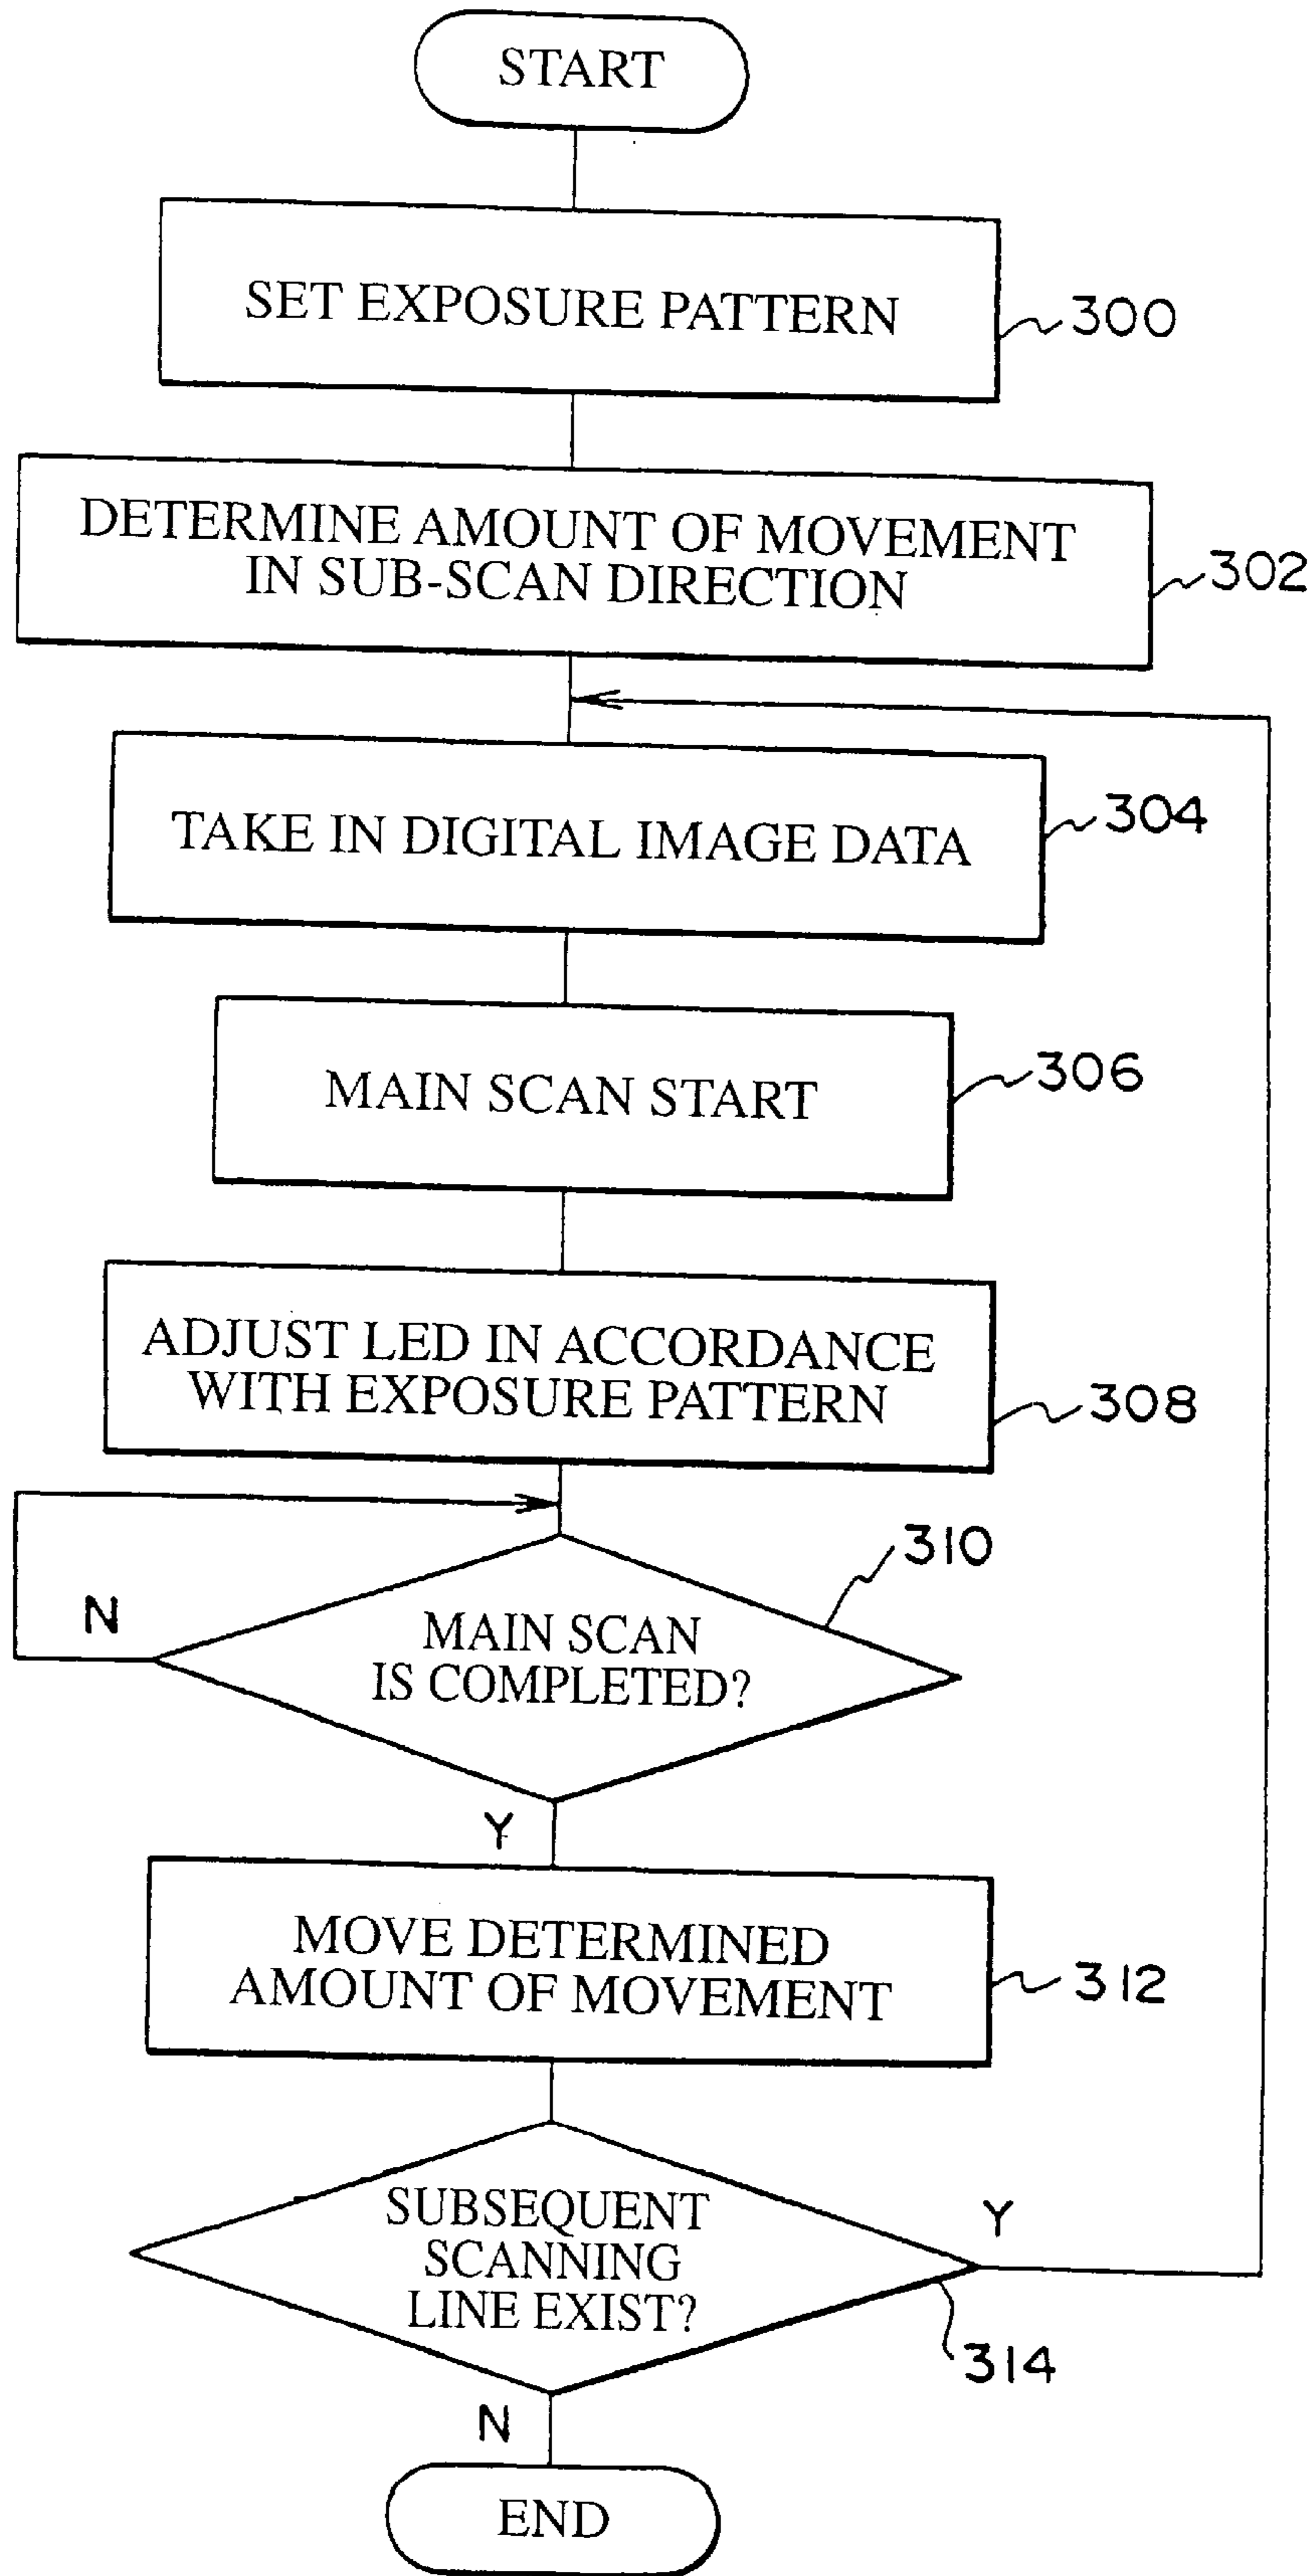 START
SET EXPOSURE PATTERN
300
DETERMINE AMOUNT OF MOVEMENT
IN SUB-SCAN DIRECTION
302
TAKE IN DIGITAL IMAGE DATA
304
MAIN SCAN START
306
ADJUST LED IN ACCORDANCE
WITH EXPOSURE PATTERN
308
310
N
MAIN SCAN
IS COMPLETED?
Y
MOVE DETERMINED
AMOUNT OF MOVEMENT
312
SUBSEQUENT
SCANNING
LINE EXIST?
Y
314
N
END